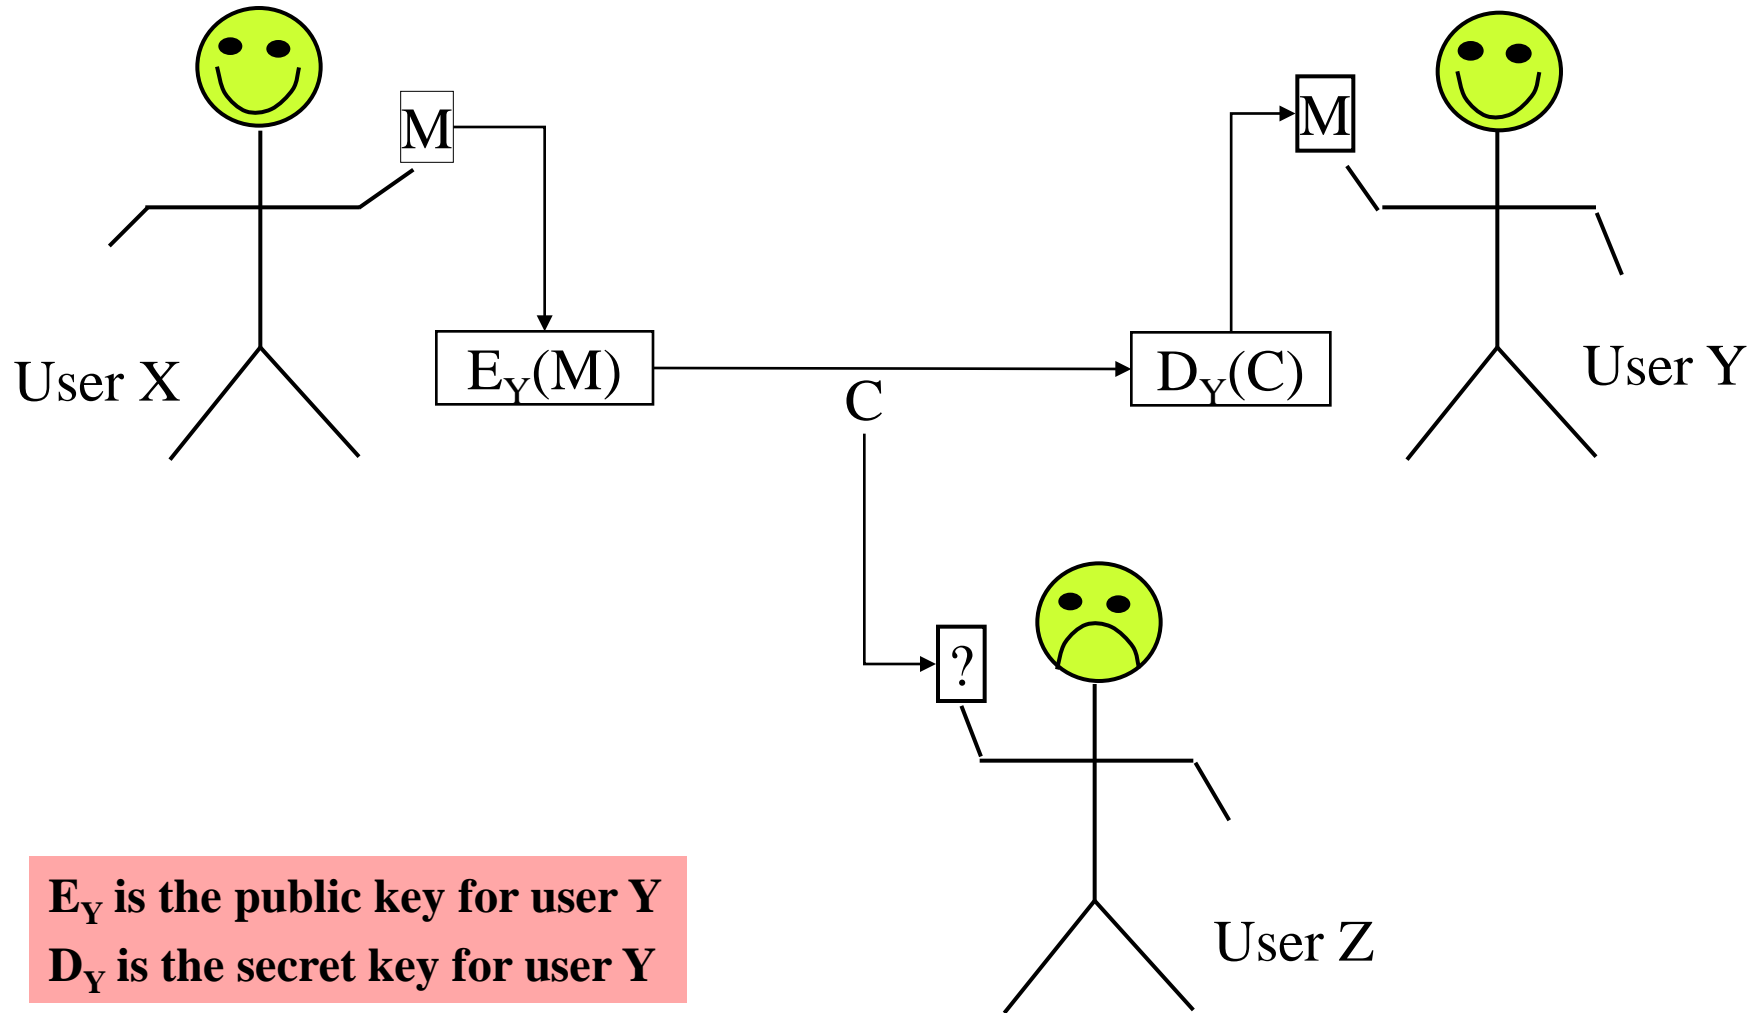 M
M
E_Y(M)
D_Y(C)
User X
User Y
C
?
E_Y is the public key for user Y
D_Y is the secret key for user Y
User Z